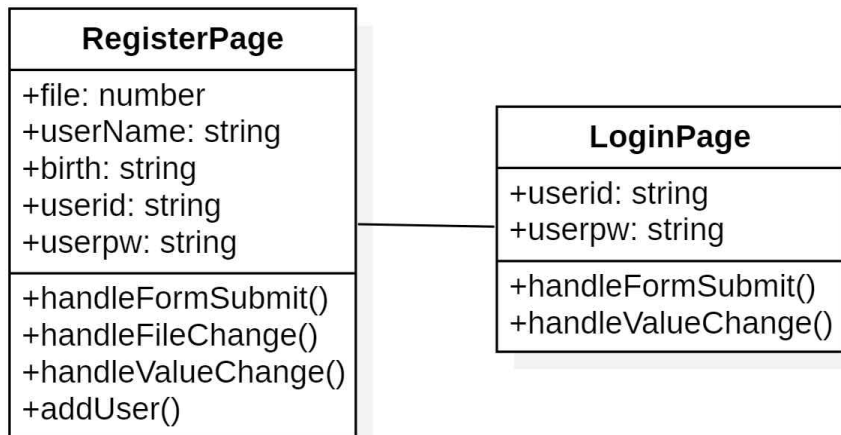 RegisterPage
+file: number
+userName: string
+birth: string
+userid: string
+userpw: string
+handleFormSubmit()
+handleFileChange()
+handleValueChange()
+addUser()
LoginPage
+userid: string
+userpw: string
+handleFormSubmit()
+handleValueChange()